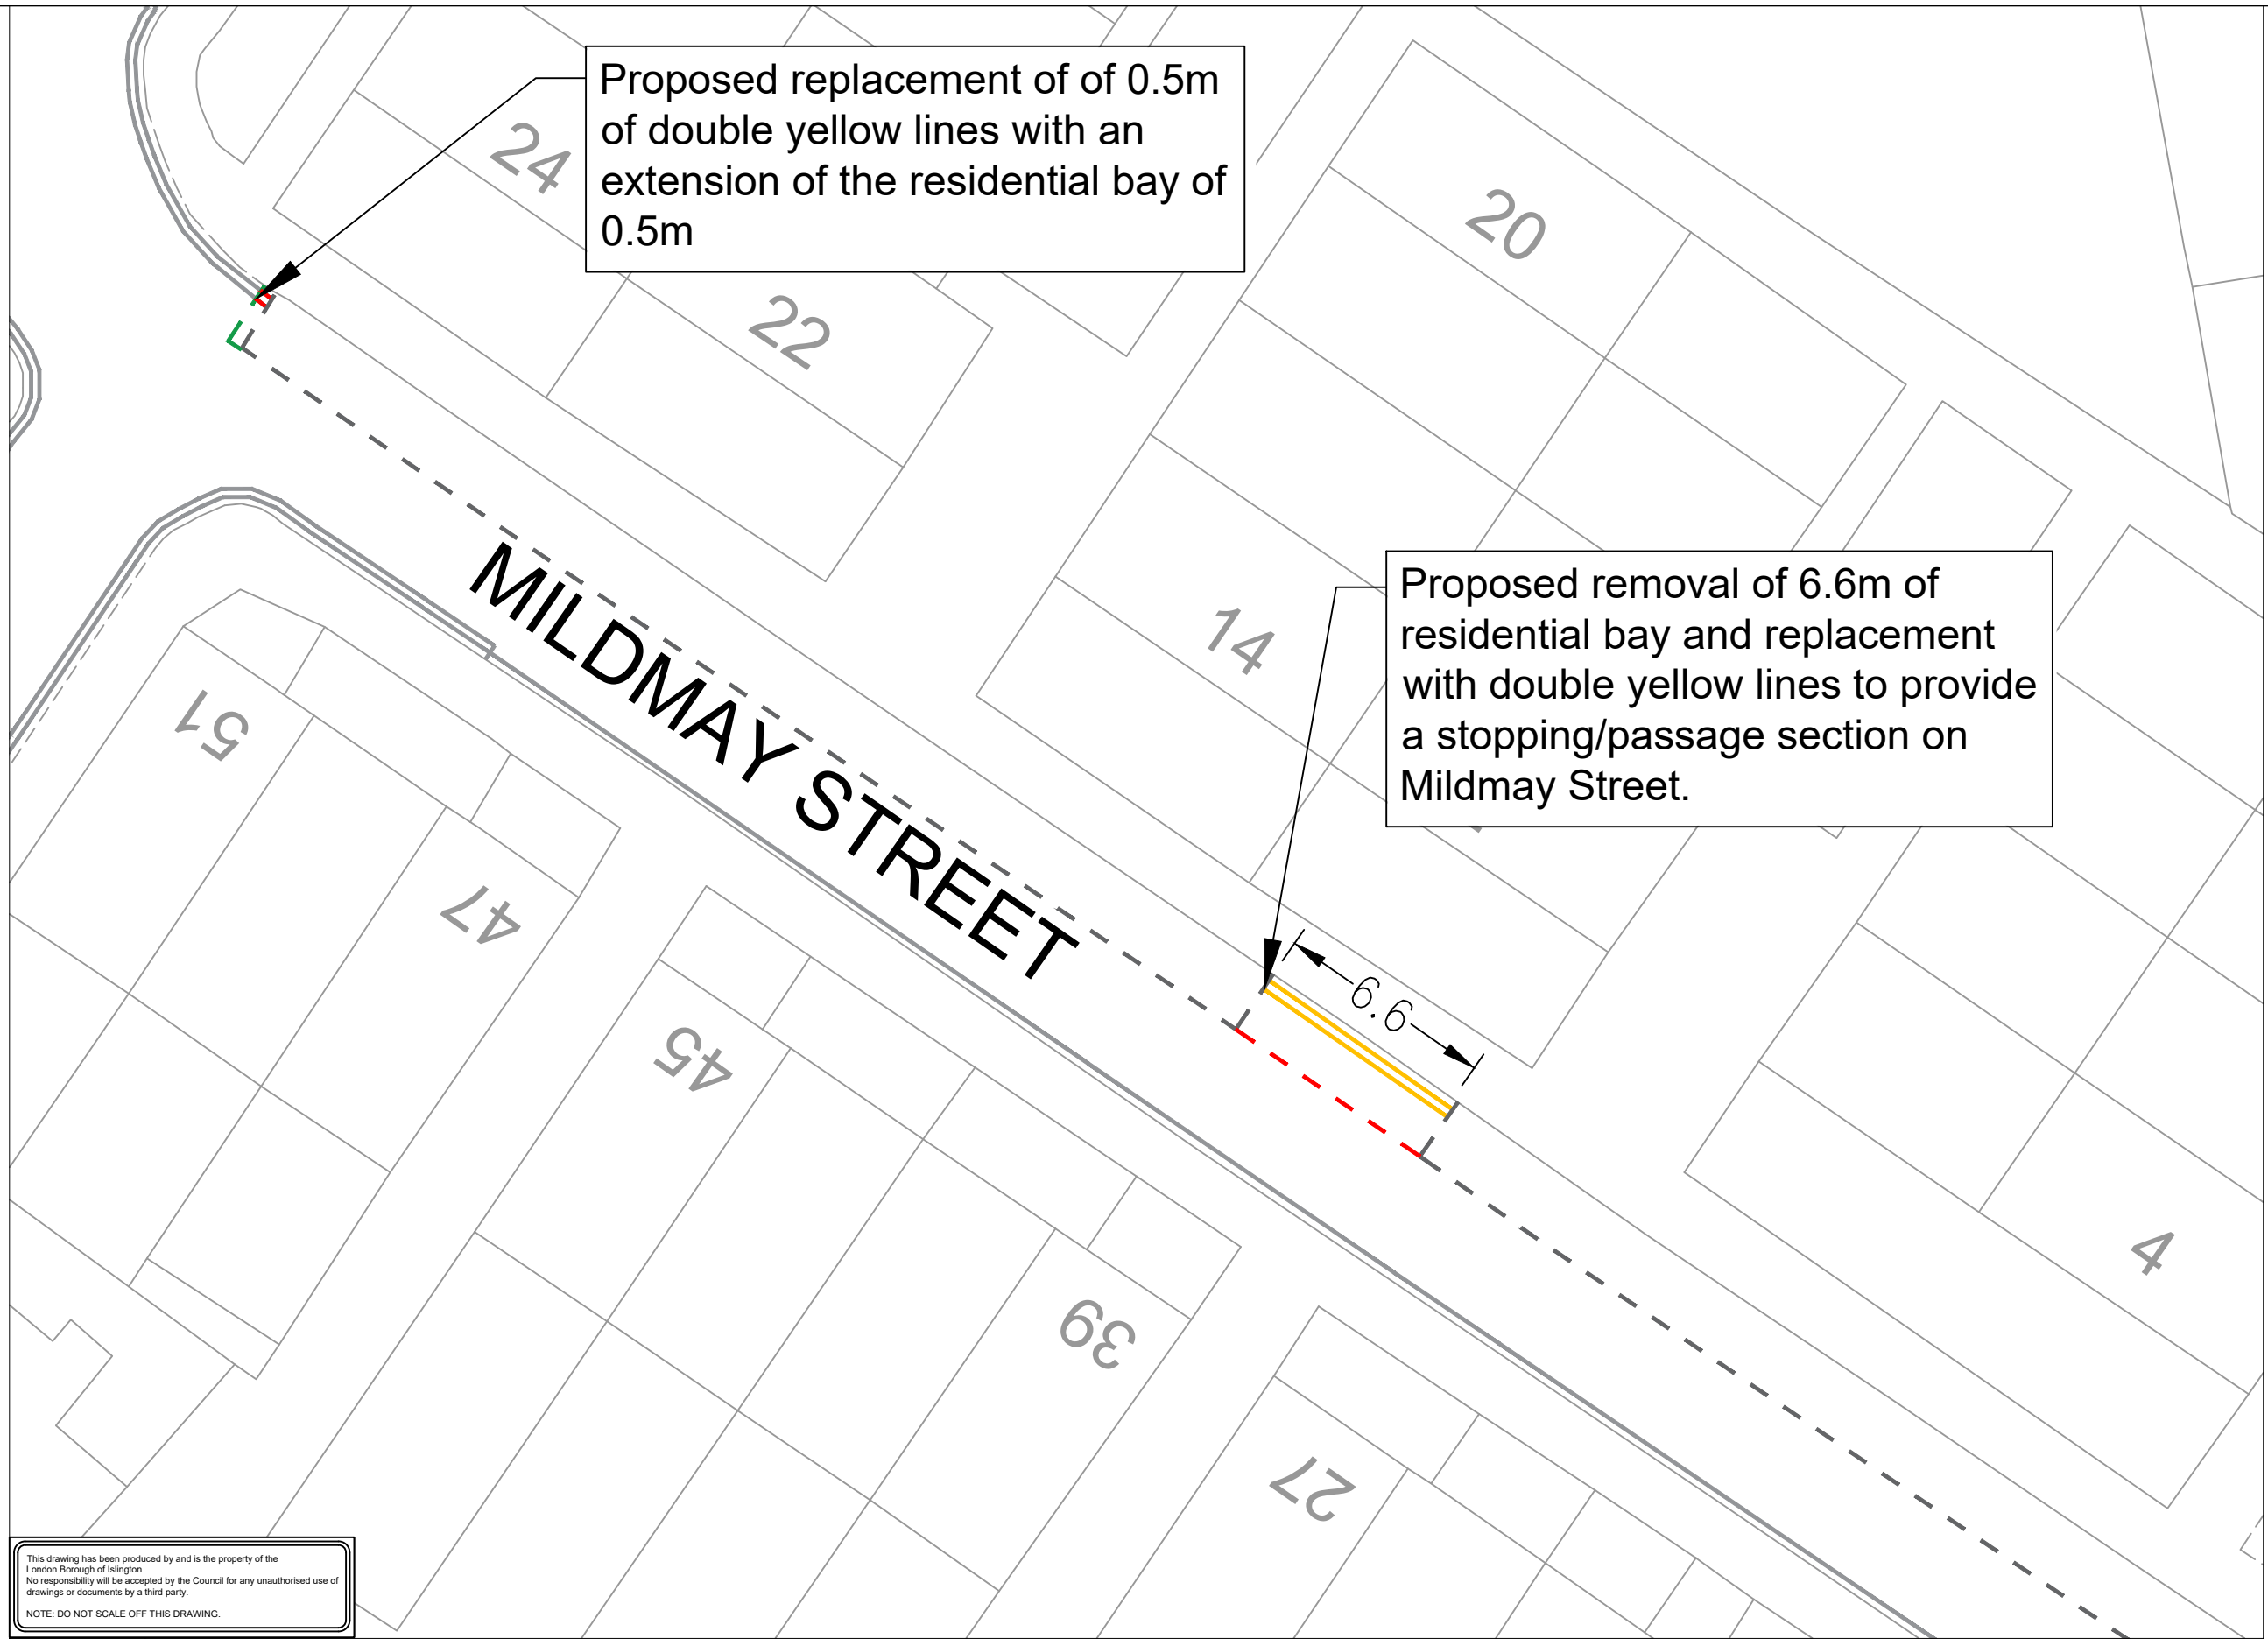 Proposed replacement of of 0.5m
of double yellow lines with an
extension of the residential bay of
0.5m
24
22
20
14
Proposed removal of 6.6m of
residential bay and replacement
with double yellow lines to provide
a stopping/passage section on
Mildmay Street.
MILDMAY STREET
51
47
45
6.6
39
27
4
This drawing has been produced by and is the property of the
London Borough of Islington.
No responsibility will be accepted by the Council for any unauthorised use of
drawings or documents by a third party.
NOTE: DO NOT SCALE OFF THIS DRAWING.